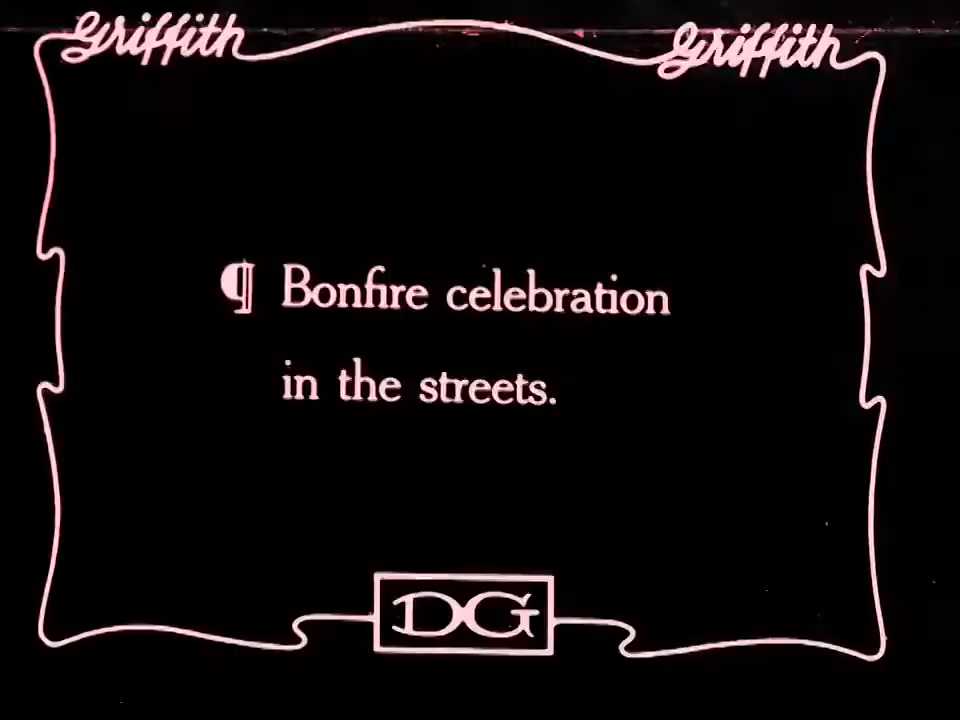 Griffith Griffith
¶ Bonfire celebration
in the streets.
DG